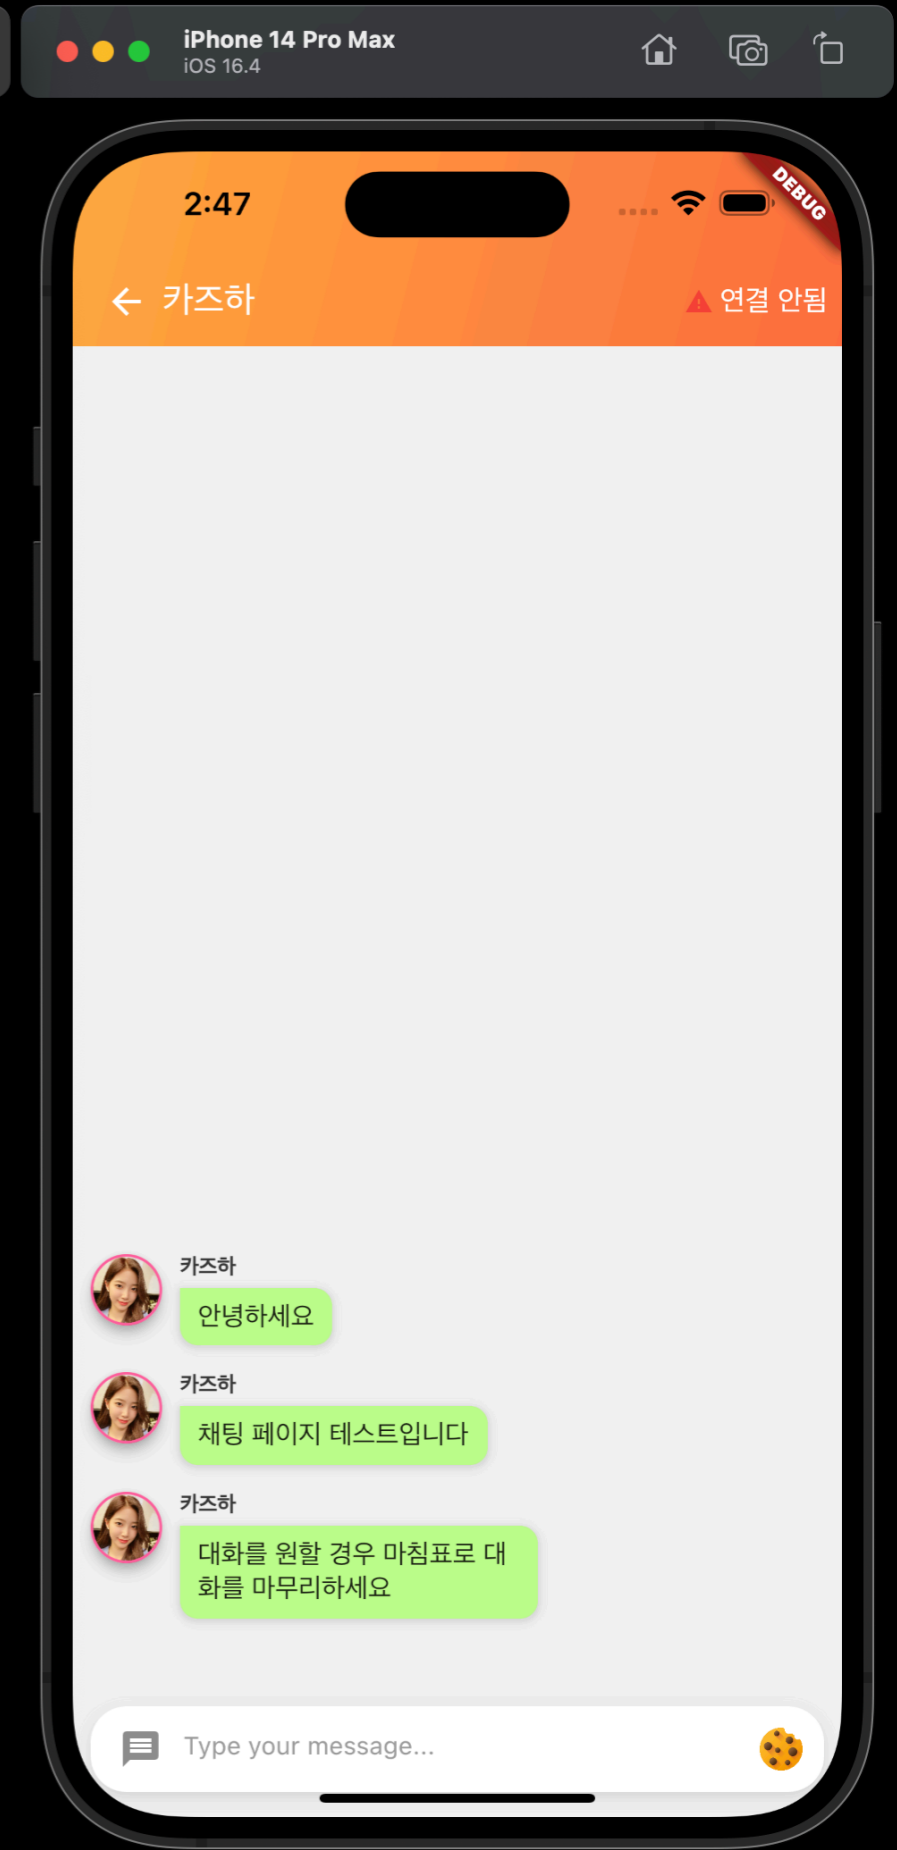 iPhone 14 Pro Max
iOS 16.4
2:47
DEBUG
카즈하
연결 안됨
카즈하
안녕하세요
카즈하
채팅 페이지 테스트입니다
카즈하
대화를 원할 경우 마침표로 대
화를 마무리하세요
Type your message...